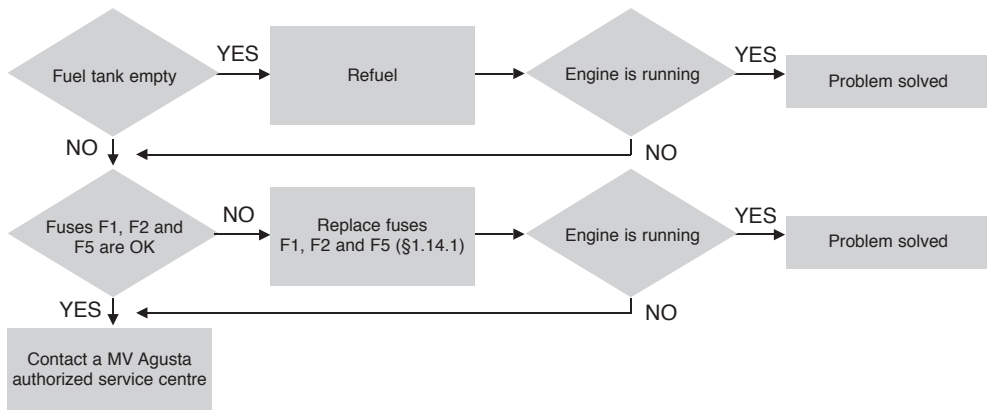 YES
YES
Fuel tank empty
Refuel
Engine is running
Problem solved
NO
NO
NO
YES
Fuses F1, F2 and
F5 are OK
Replace fuses
F1, F2 and F5 (§1.14.1)
Engine is running
Problem solved
YES
NO
Contact a MV Agusta
authorized service centre